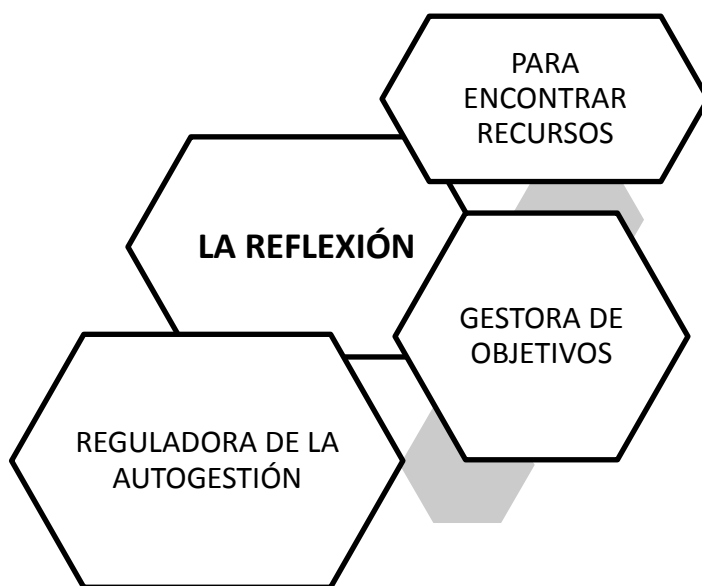 PARA
ENCONTRAR
RECURSOS
LA REFLEXIÓN
GESTORA DE
OBJETIVOS
REGULADORA DE LA
AUTOGESTIÓN